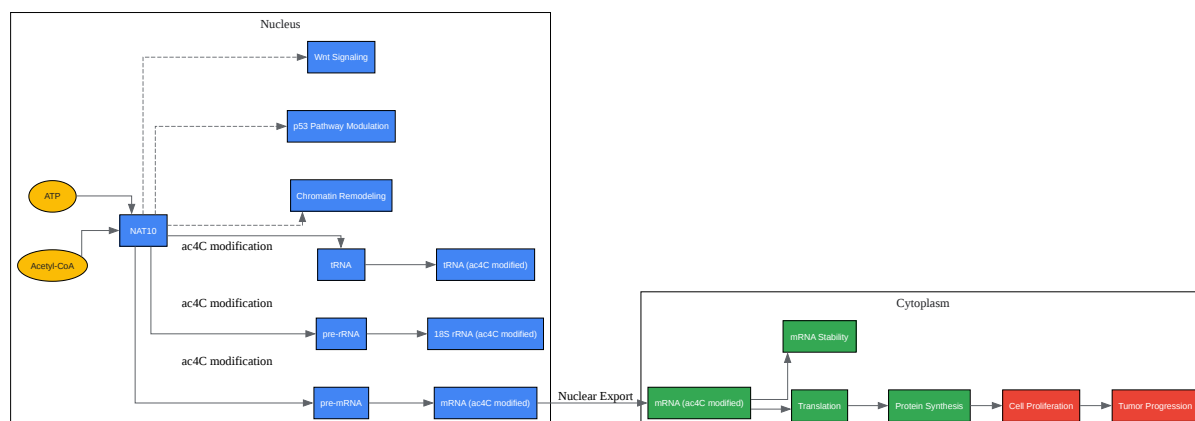 Nucleus
Wnt Signaling
p53 Pathway Modulation
ATP
Chromatin Remodeling
NAT10
ac4C modification
Acetyl-CoA
tRNA
tRNA (ac4C modified)
ac4C modification
Cytoplasm
pre-rRNA
18S rRNA (ac4C modified)
mRNA Stability
ac4C modification
Nuclear Export
pre-mRNA
mRNA (ac4C modified)
mRNA (ac4C modified)
Translation
Protein Synthesis
Cell Proliferation
Tumor Progression